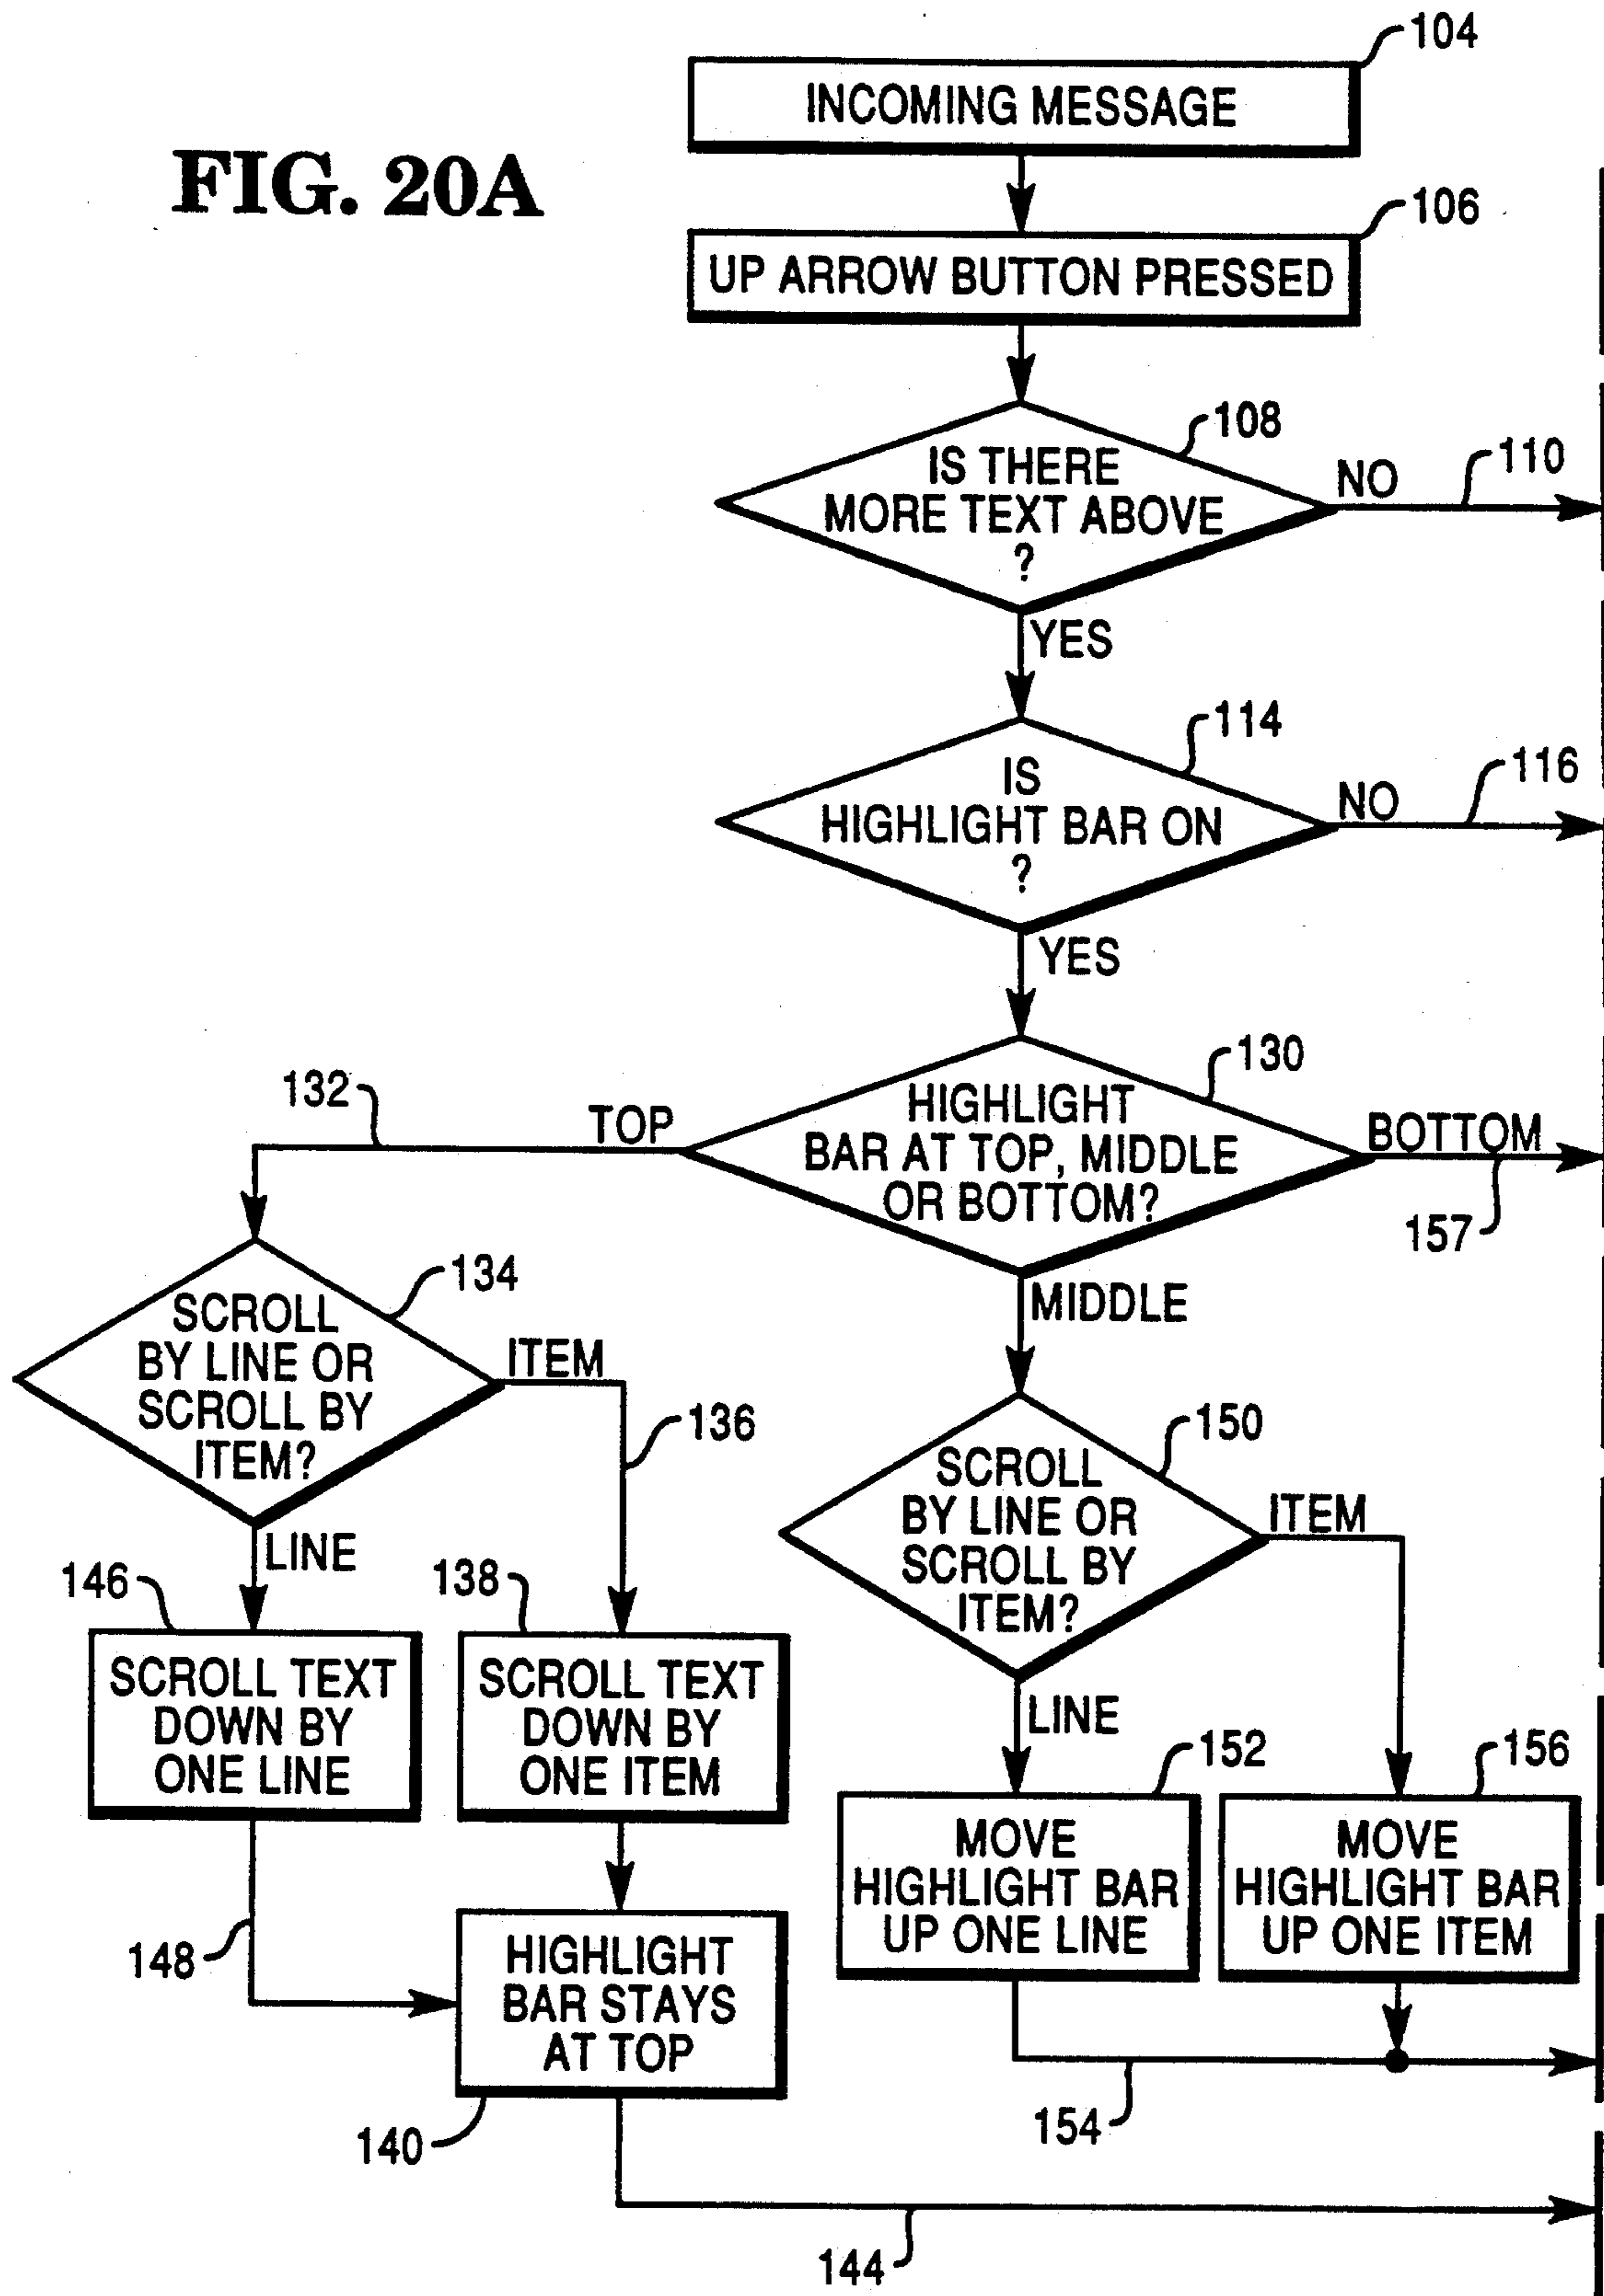 FIG. 20A
104
INCOMING MESSAGE
106
UP ARROW BUTTON PRESSED
108
IS THERE
MORE TEXT ABOVE
?
NO
110
YES
114
IS
HIGHLIGHT BAR ON
?
NO
116
YES
130
HIGHLIGHT
BAR AT TOP, MIDDLE
OR BOTTOM?
132
TOP
BOTTOM
157
MIDDLE
134
SCROLL
BY LINE OR
SCROLL BY
ITEM?
ITEM
136
LINE
146
SCROLL TEXT
DOWN BY
ONE LINE
138
SCROLL TEXT
DOWN BY
ONE ITEM
148
HIGHLIGHT
BAR STAYS
AT TOP
140
150
SCROLL
BY LINE OR
SCROLL BY
ITEM?
ITEM
LINE
152
MOVE
HIGHLIGHT BAR
UP ONE LINE
156
MOVE
HIGHLIGHT BAR
UP ONE ITEM
154
144